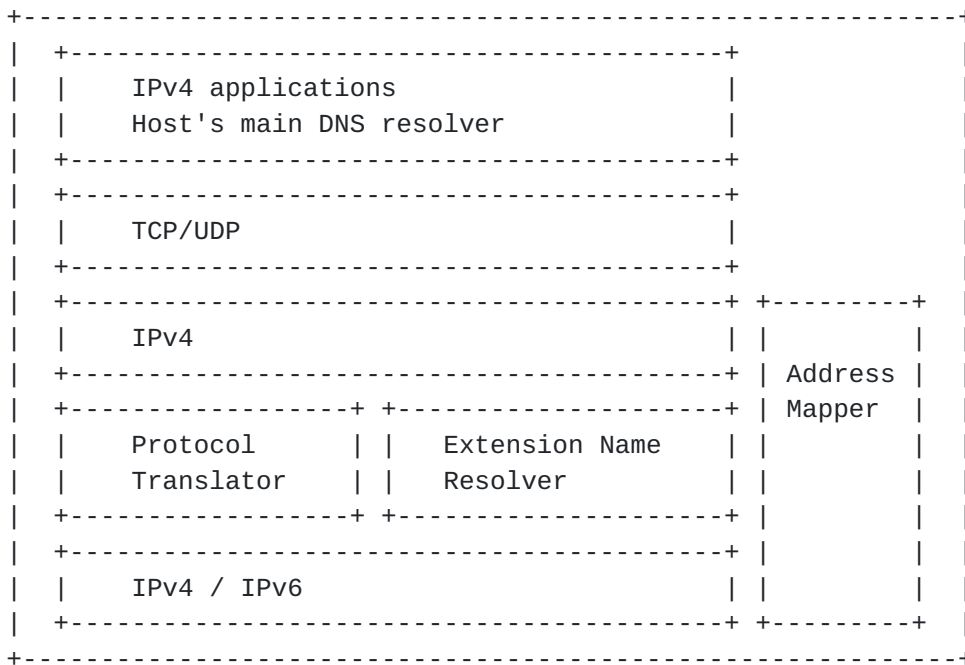 IPv4 applications
Host's main DNS resolver
TCP/UDP
IPv4
Address
Mapper
Protocol
Translator
Extension Name
Resolver
IPv4 / IPv6